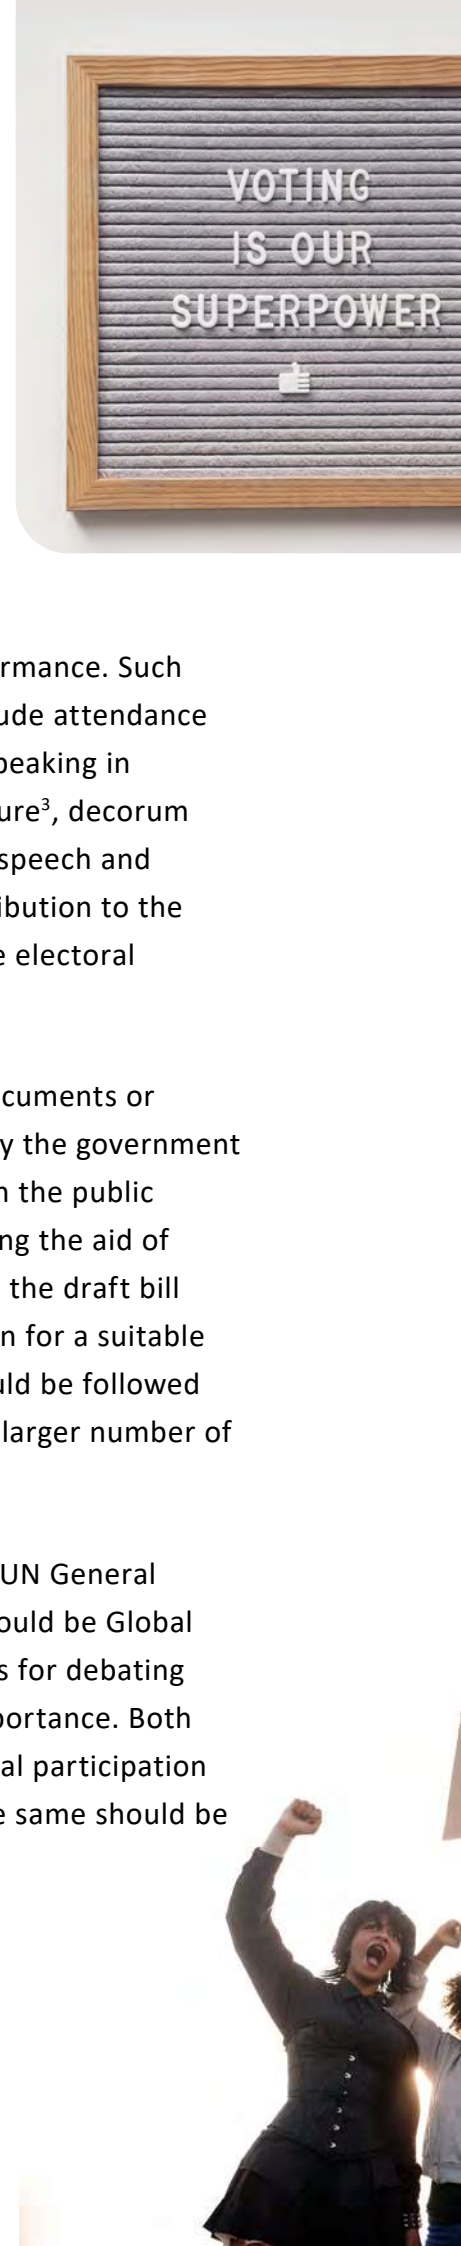 VOTING
IS OUR
SUPERPOWER
rmance. Such
ude attendance
peaking in
ure³, decorum
speech and
ibution to the
e electoral
cuments or
y the government
n the public
ng the aid of
the draft bill
n for a suitable
uld be followed
larger number of
UN General
ould be Global
s for debating
portance. Both
al participation
e same should be